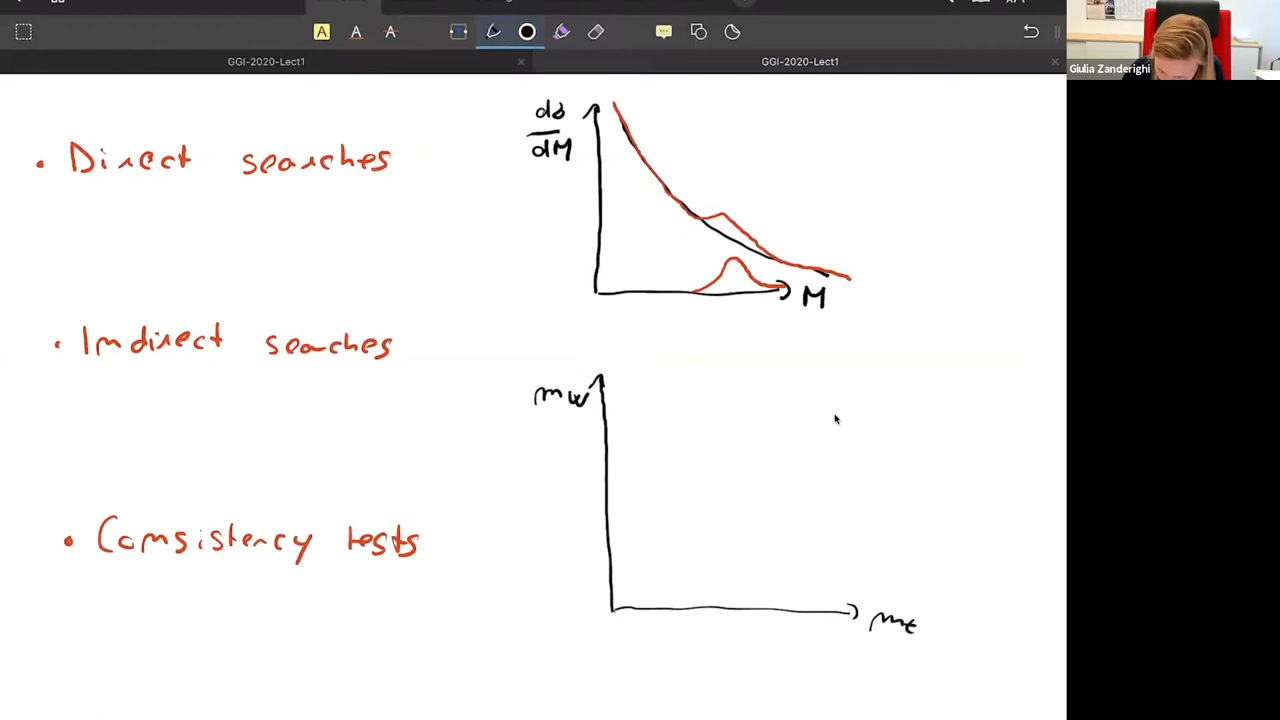 A A A
GGI-2020-Lect1 × GGI-2020-Lect1 ×
Giulia Zanderighi
• Direct searches
dσ
dM
M
• Indirect searches
mw
• Consistency tests
mt